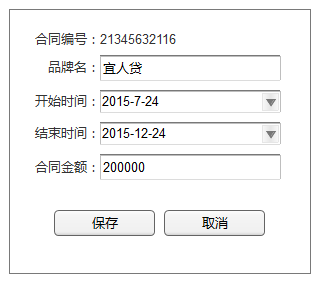 合同编号：21345632116
品牌名：宜人贷
开始时间：2015-7-24
结束时间：2015-12-24
合同金额：200000
保存 取消